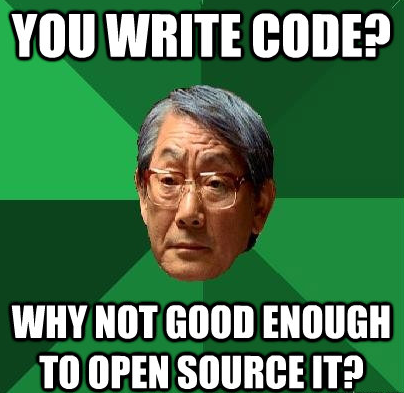 YOU WRITE CODE?
WHY NOT GOOD ENOUGH
TO OPEN SOURCE IT?